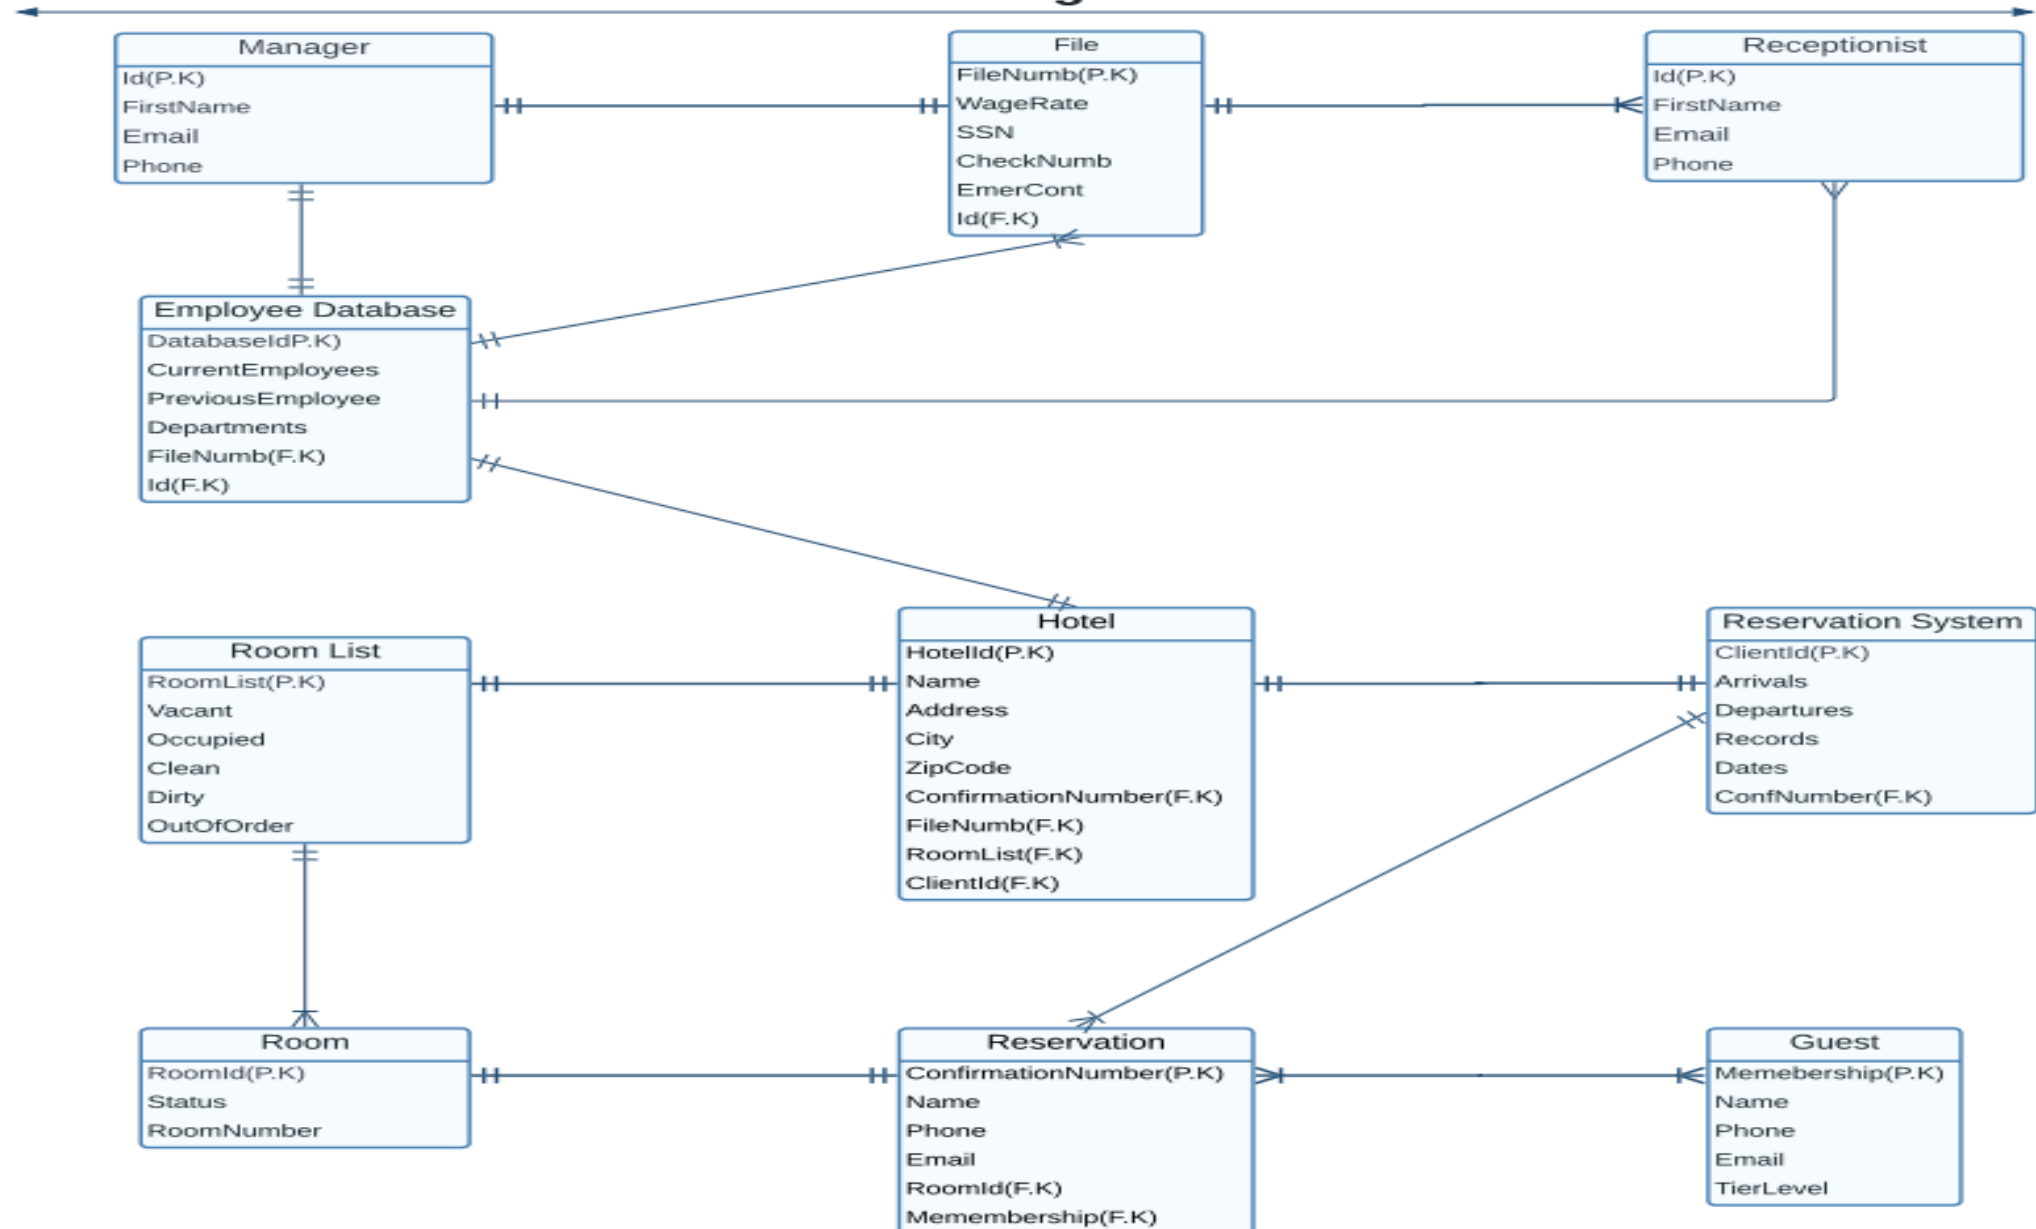 Manager
Id(P.K)
FirstName
Email
Phone
File
FileNumb(P.K)
WageRate
SSN
CheckNumb
EmerCont
Id(F.K)
Receptionist
Id(P.K)
FirstName
Email
Phone
Employee Database
DatabaseIdP.K)
CurrentEmployees
PreviousEmployee
Departments
FileNumb(F.K)
Id(F.K)
Room List
RoomList(P.K)
Vacant
Occupied
Clean
Dirty
OutOfOrder
Hotel
HotelId(P.K)
Name
Address
City
ZipCode
ConfirmationNumber(F.K)
FileNumb(F.K)
RoomList(F.K)
ClientId(F.K)
Reservation System
ClientId(P.K)
Arrivals
Departures
Records
Dates
ConfNumber(F.K)
Room
RoomId(P.K)
Status
RoomNumber
Reservation
ConfirmationNumber(P.K)
Name
Phone
Email
RoomId(F.K)
Memembership(F.K)
Guest
Memebership(P.K)
Name
Phone
Email
TierLevel